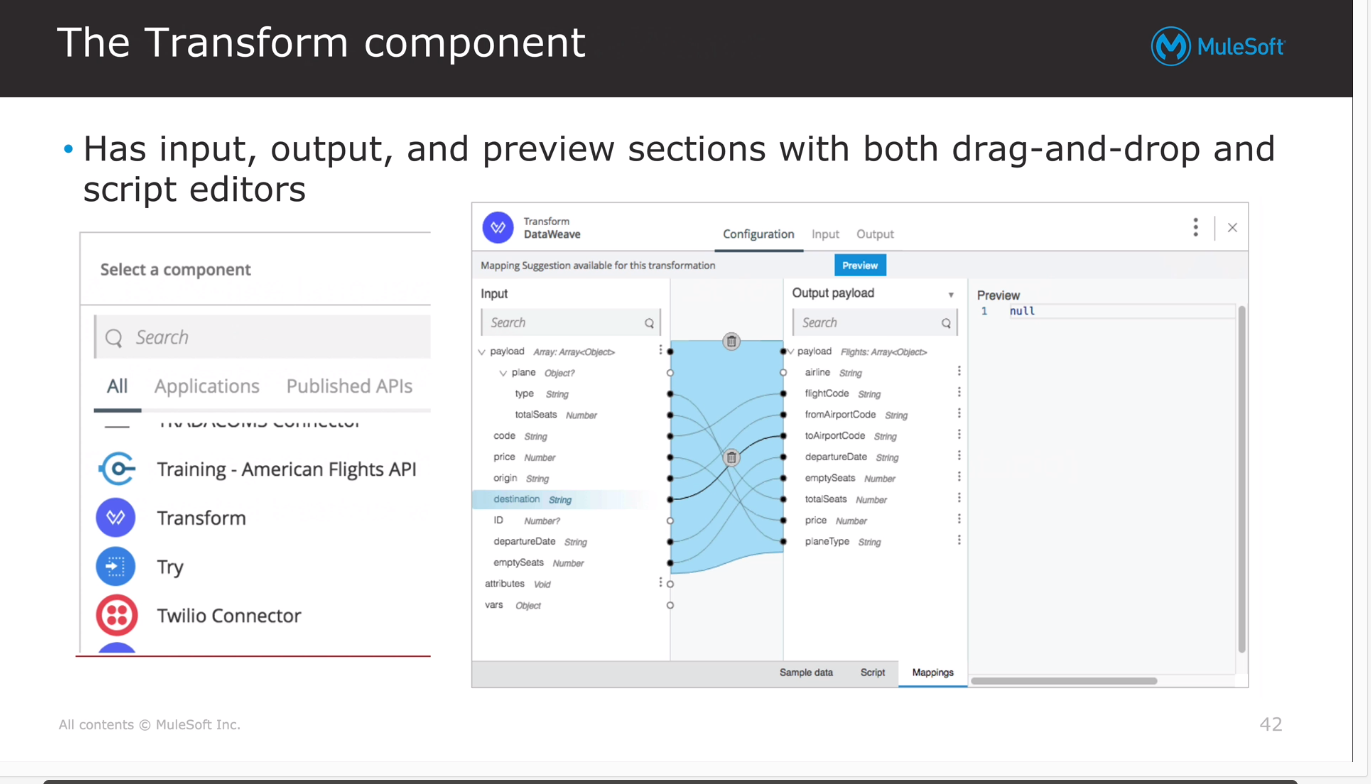 The Transform component
MuleSoft
• Has input, output, and preview sections with both drag-and-drop and
script editors
Select a component
Search
All Applications Published APIs
TRADACOMS Connector
Training - American Flights API
Transform
Try
Twilio Connector
Transform
DataWeave
Configuration Input Output
Mapping Suggestion available for this transformation
Preview
Input
Search
payload Array: Array<Object>
plane Object?
type String
totalSeats Number
code String
price Number
origin String
destination String
ID Number?
departureDate String
emptySeats Number
attributes Void
vars Object
Output payload
Search
payload Flights: Array<Object>
airline String
flightCode String
fromAirportCode String
toAirportCode String
departureDate String
emptySeats Number
totalSeats Number
price Number
planeType String
Preview
1 null
Sample data Script Mappings
All contents © MuleSoft Inc.
42